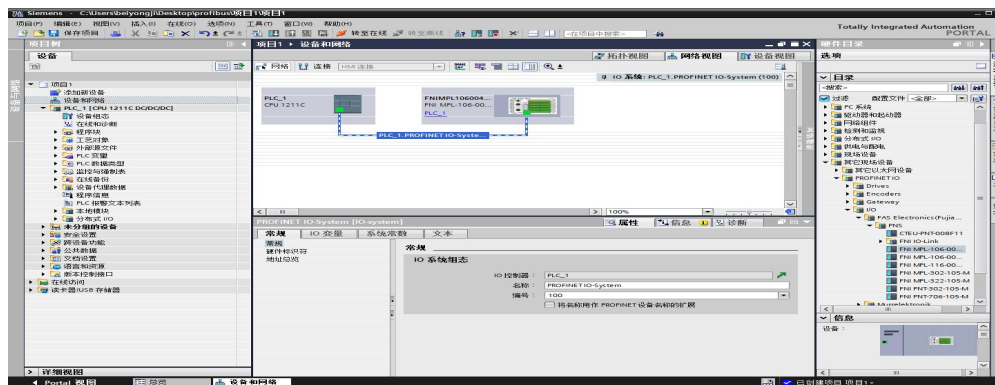 Siemens - C:\Users\beiyongji\Desktop\profibus\项目1\项目1
项目(P) 编辑(E) 视图(V) 插入(I) 在线(O) 选项(N) 工具(T) 窗口(W) 帮助(H)
Totally Integrated Automation
PORTAL
保存项目
转至在线
转至离线
<在项目中搜索>
项目树
设备
项目1
添加新设备
设备和网络
PLC_1 [CPU 1211C DC/DC/DC]
设备组态
在线和诊断
程序块
工艺对象
外部源文件
PLC 变量
PLC 数据类型
监控与强制表
在线备份
设备代理数据
程序信息
PLC 报警文本列表
本地模块
分布式 I/O
未分组的设备
安全设置
跨设备功能
公共数据
文档设置
语言和资源
版本控制接口
在线访问
读卡器/USB 存储器
详细视图
项目1 ▸ 设备和网络
拓扑视图
网络视图
设备视图
网络
连接
HMI 连接
IO 系统: PLC_1.PROFINET IO-System (100)
PLC_1
CPU 1211C
FNIMPL106004...
FNI MPL-106-00...
PLC_1
PLC_1.PROFINET IO-Syste...
100%
PROFINET IO-System [IO-system]
属性
信息
诊断
常规
IO 变量
系统常数
文本
常规
硬件标识符
地址总览
常规
IO 系统组态
IO 控制器: PLC_1
名称: PROFINET IO-System
编号: 100
将名称用作 PROFINET 设备名称的扩展
硬件目录
选项
目录
<搜索>
过滤
配置文件 <全部>
PC 系统
驱动器和起动器
网络组件
检测和监视
分布式 I/O
供电与配电
现场设备
其它现场设备
其它以太网设备
PROFINET IO
Drives
Encoders
Gateway
I/O
FAS Electronics(Fujia...
PNS
CTEU-PNT-008F11
FNI IO-Link
FNI MPL-106-00...
FNI MPL-106-00...
FNI MPL-116-00...
FNI MPL-302-105-M
FNI MPL-322-105-M
FNI PNT-302-105-M
FNI PNT-706-105-M
Murrelektronik
信息
设备:
Portal 视图
总览
设备和网络
已创建项目 项目1。